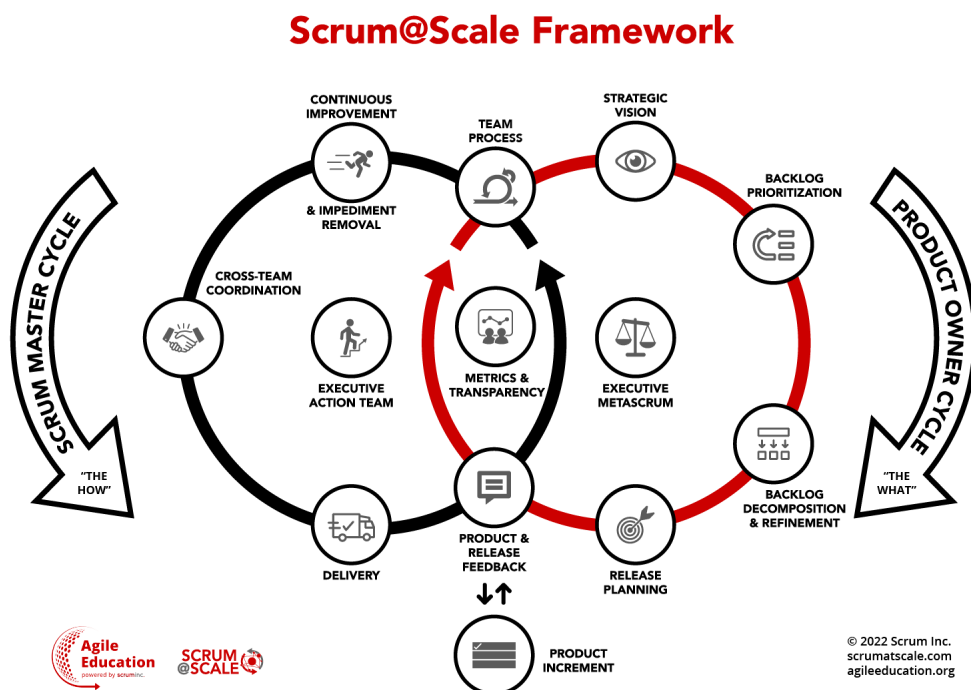 Scrum@Scale Framework
CONTINUOUS
IMPROVEMENT
& IMPEDIMENT
REMOVAL
TEAM
PROCESS
STRATEGIC
VISION
BACKLOG
PRIORITIZATION
SCRUM MASTER CYCLE
"THE
HOW"
CROSS-TEAM
COORDINATION
EXECUTIVE
ACTION TEAM
METRICS &
TRANSPARENCY
EXECUTIVE
METASCRUM
PRODUCT OWNER CYCLE
"THE
WHAT"
BACKLOG
DECOMPOSITION
& REFINEMENT
DELIVERY
PRODUCT &
RELEASE
FEEDBACK
RELEASE
PLANNING
PRODUCT
INCREMENT
Agile
Education
powered by scruminc.
SCRUM
@SCALE
© 2022 Scrum Inc.
scrumatscale.com
agileeducation.org